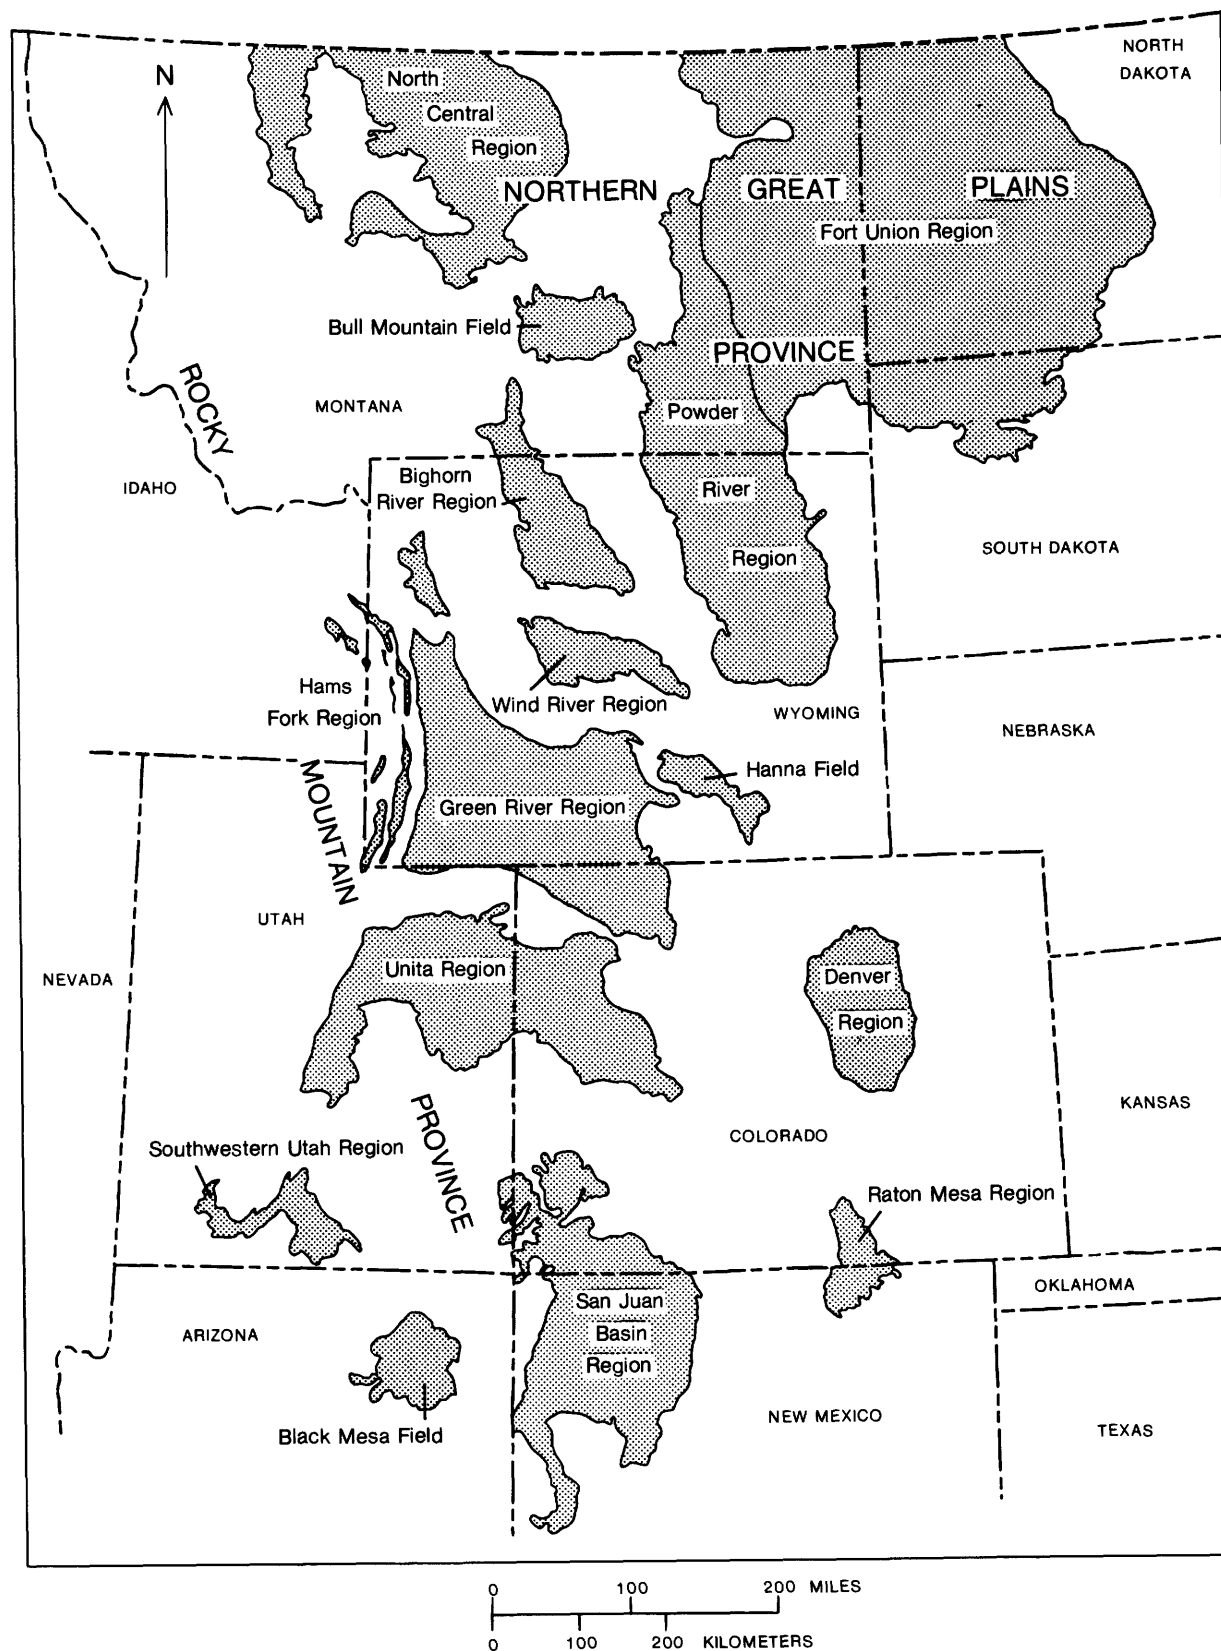 NORTH
DAKOTA
N
North
Central
Region
NORTHERN GREAT PLAINS
Fort Union Region
Bull Mountain Field
PROVINCE
ROCKY
MONTANA
Powder
Bighorn
River Region
IDAHO
River
Region
SOUTH DAKOTA
Hams
Fork Region
Wind River Region
WYOMING
NEBRASKA
Hanna Field
MOUNTAIN
Green River Region
UTAH
Unita Region
NEVADA
Denver
Region
PROVINCE
KANSAS
COLORADO
Southwestern Utah Region
Raton Mesa Region
OKLAHOMA
San Juan
Basin
Region
ARIZONA
NEW MEXICO
Black Mesa Field
TEXAS
0 100 200 MILES
0 100 200 KILOMETERS